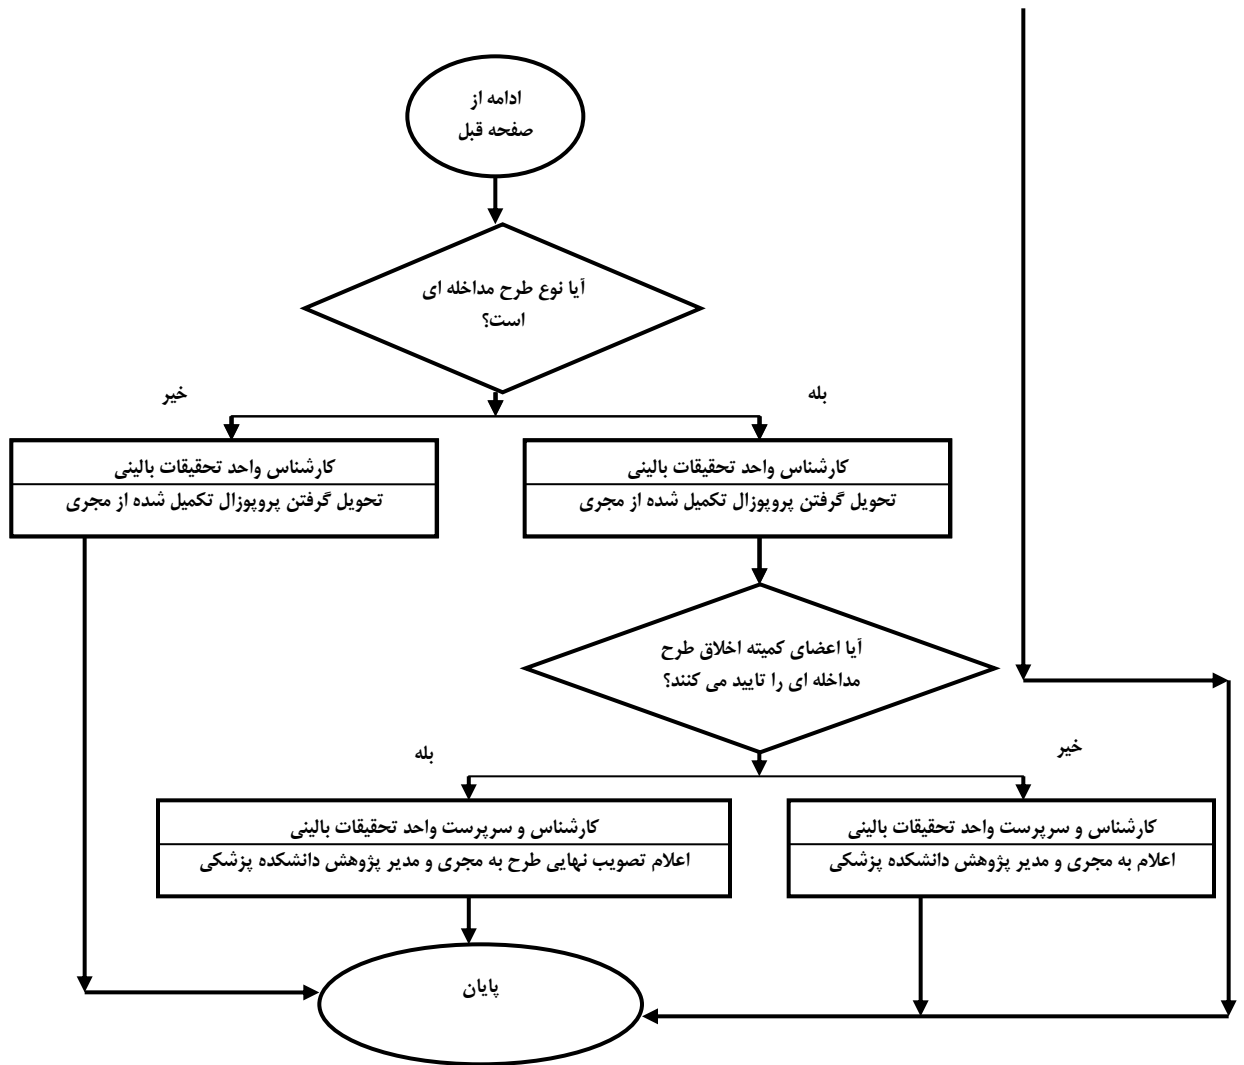 ادامه از
صفحه قبل
آیا نوع طرح مداخله ای
است؟
بله
خیر
کارشناس واحد تحقیقات بالینی
تحویل گرفتن پروپوزال تکمیل شده از مجری
کارشناس واحد تحقیقات بالینی
تحویل گرفتن پروپوزال تکمیل شده از مجری
آیا اعضای کمیته اخلاق طرح
مداخله ای را تایید می کنند؟
خیر
بله
کارشناس و سرپرست واحد تحقیقات بالینی
اعلام به مجری و مدیر پژوهش دانشکده پزشکی
کارشناس و سرپرست واحد تحقیقات بالینی
اعلام تصویب نهایی طرح به مجری و مدیر پژوهش دانشکده پزشکی
پایان